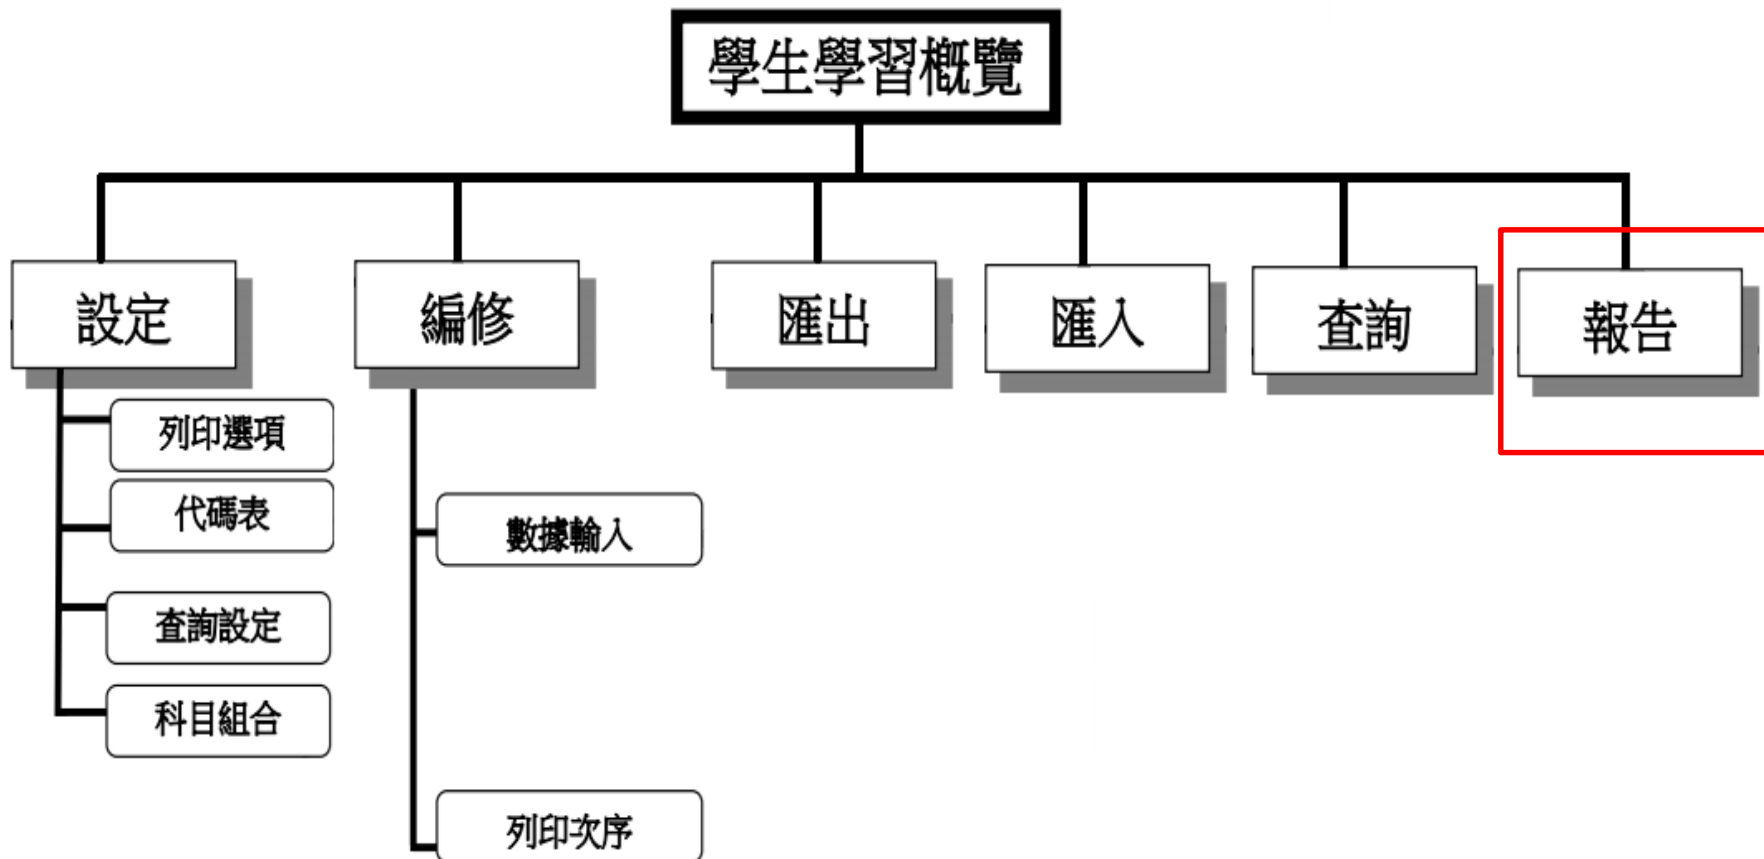 學生學習概覽
設定
編修
匯出
匯入
查詢
報告
列印選項
代碼表
查詢設定
科目組合
數據輸入
列印次序